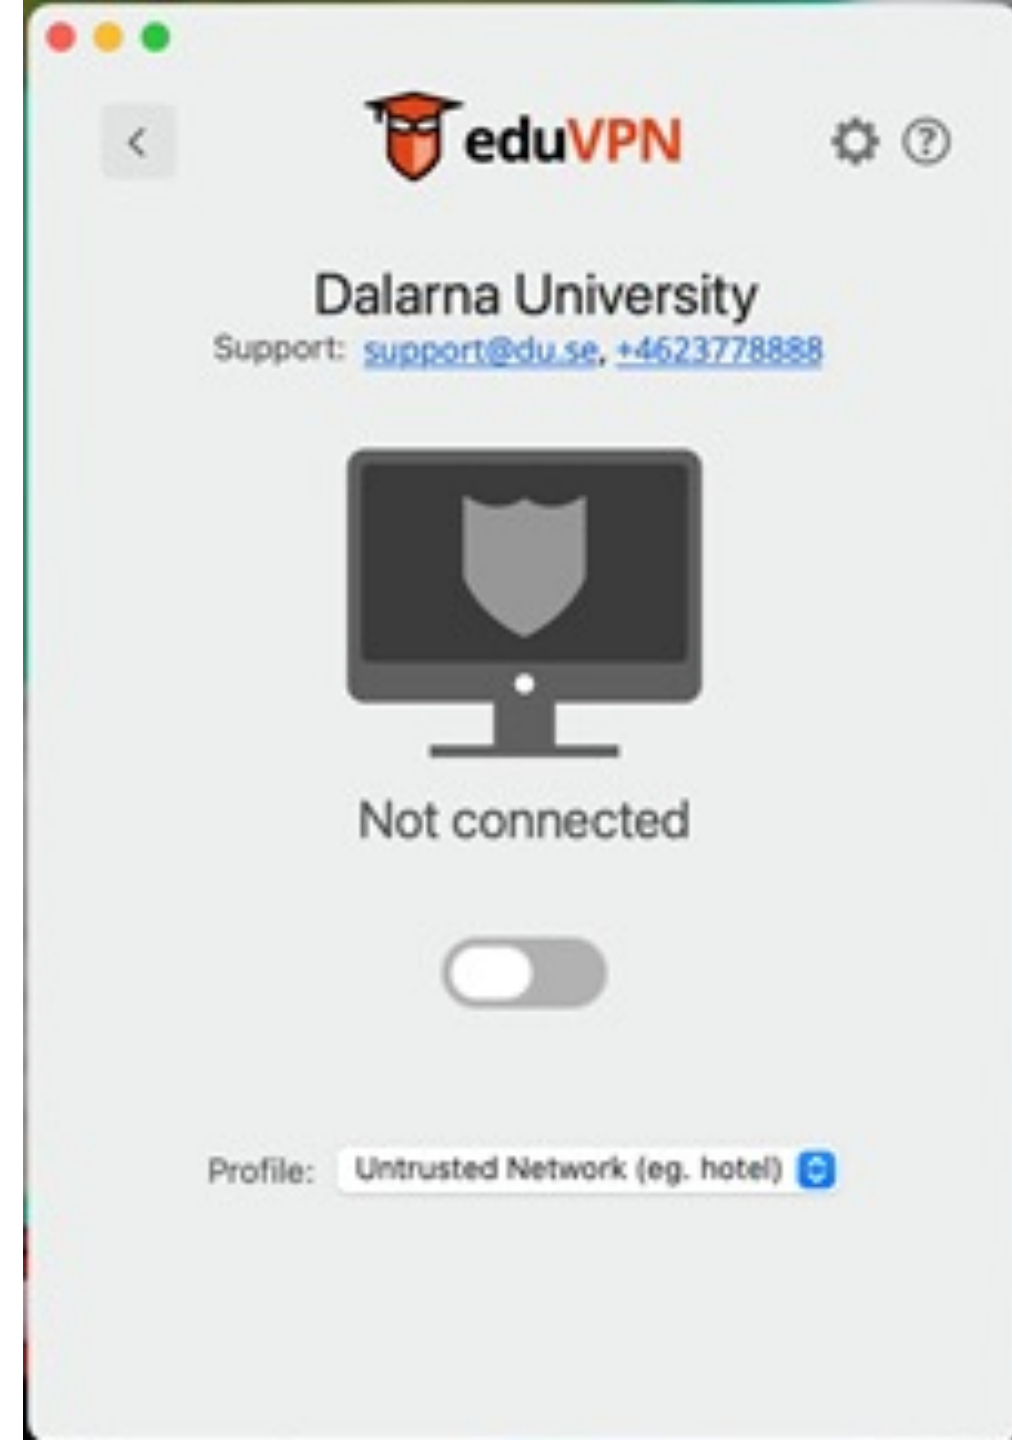 eduVPN
Dalarna University
Support: support@du.se, +4623778888
Not connected
Profile: Untrusted Network (eg. hotel)